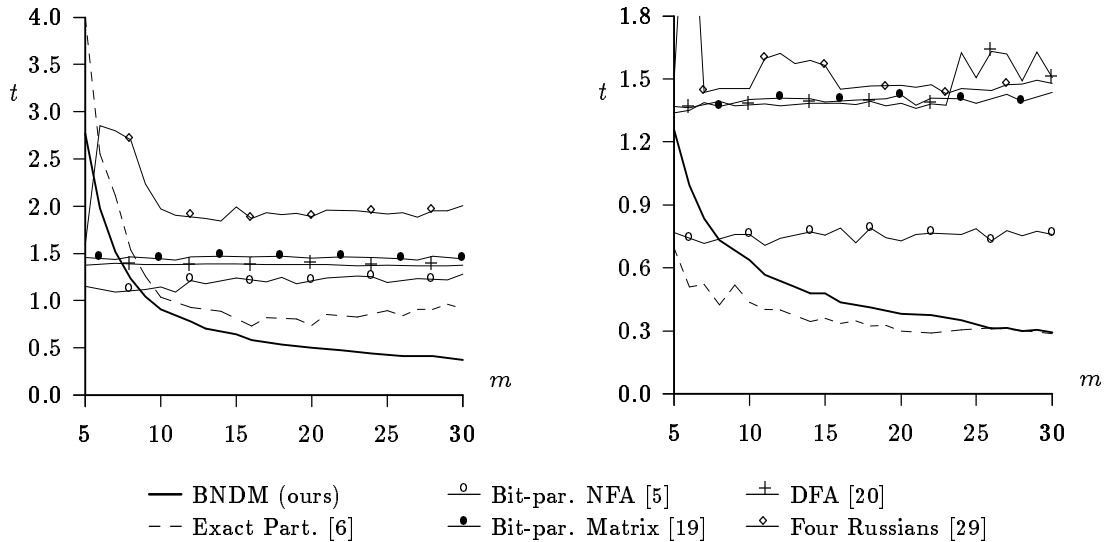 4.0
3.5
t
3.0
2.5
2.0
1.5
1.0
0.5
0.0
m
5 10 15 20 25 30
1.8
1.5
t
1.2
0.9
0.6
0.3
0.0
m
5 10 15 20 25 30
BNDM (ours) Bit-par. NFA [5] DFA [20]
Exact Part. [6] Bit-par. Matrix [19] Four Russians [29]